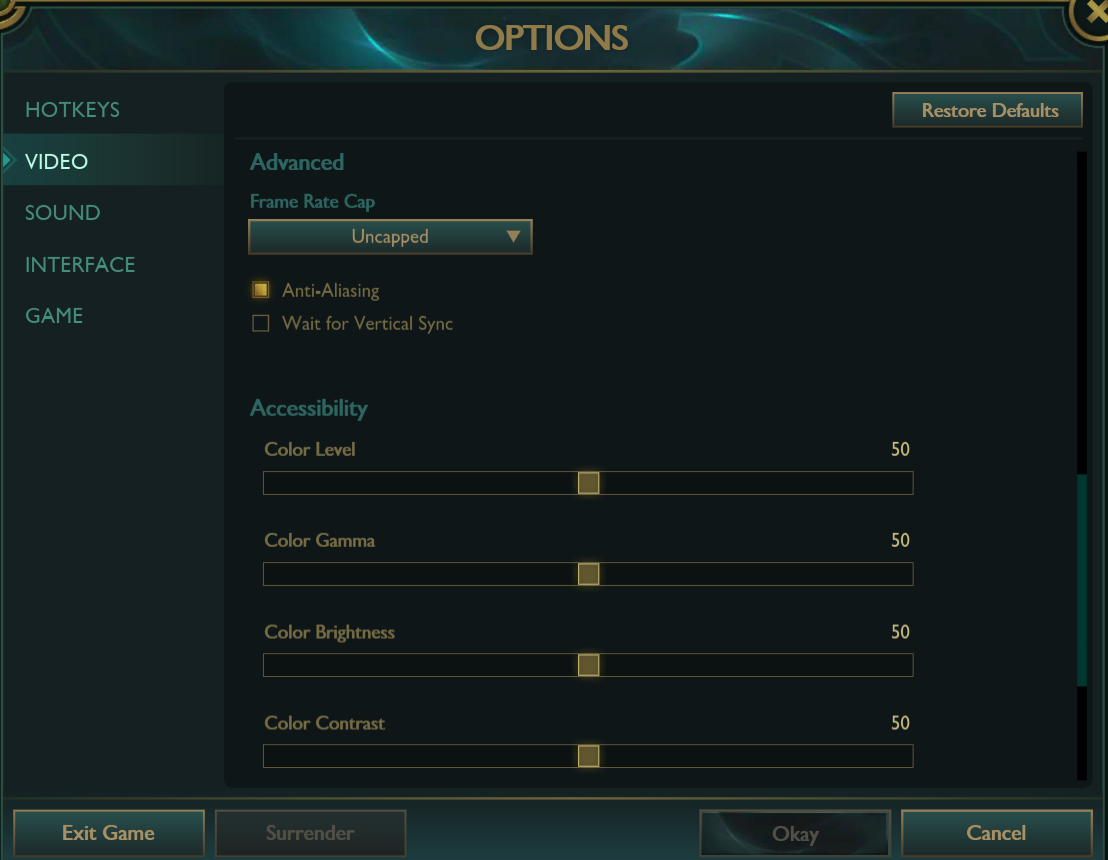 OPTIONS
HOTKEYS
VIDEO
SOUND
INTERFACE
GAME
Restore Defaults
Advanced
Frame Rate Cap
Uncapped
Anti-Aliasing
Wait for Vertical Sync
Accessibility
Color Level 50
Color Gamma 50
Color Brightness 50
Color Contrast 50
Exit Game
Surrender
Okay
Cancel